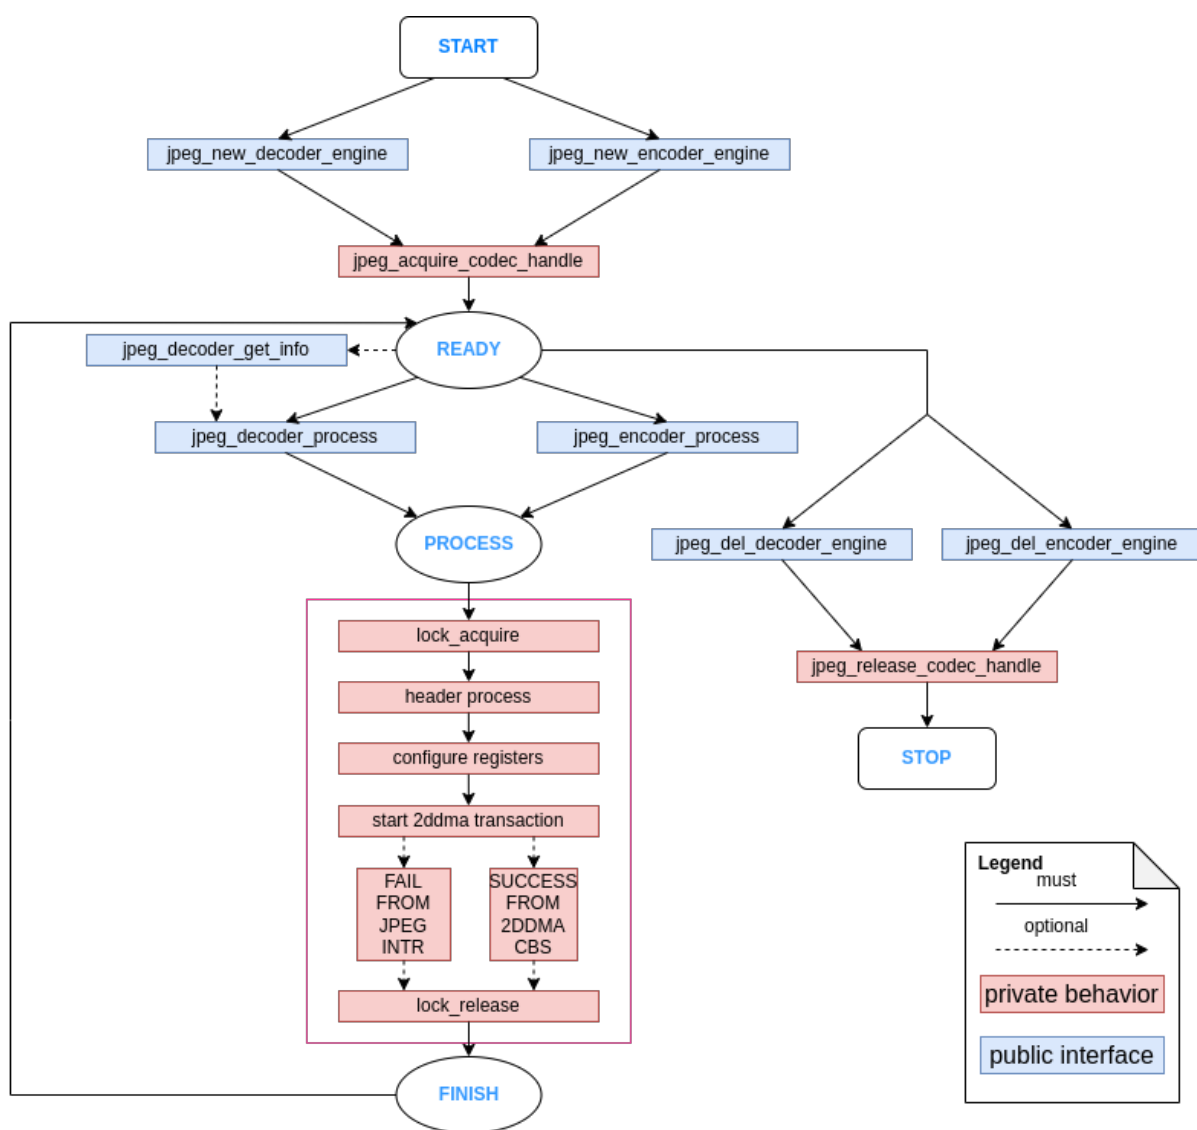 START
jpeg_new_decoder_engine
jpeg_new_encoder_engine
jpeg_acquire_codec_handle
READY
jpeg_decoder_get_info
jpeg_decoder_process
jpeg_encoder_process
PROCESS
jpeg_del_decoder_engine
jpeg_del_encoder_engine
lock_acquire
jpeg_release_codec_handle
header process
configure registers
STOP
start 2ddma transaction
FAIL
FROM
JPEG
INTR
SUCCESS
FROM
2DDMA
CBS
lock_release
FINISH
Legend
must
optional
private behavior
public interface